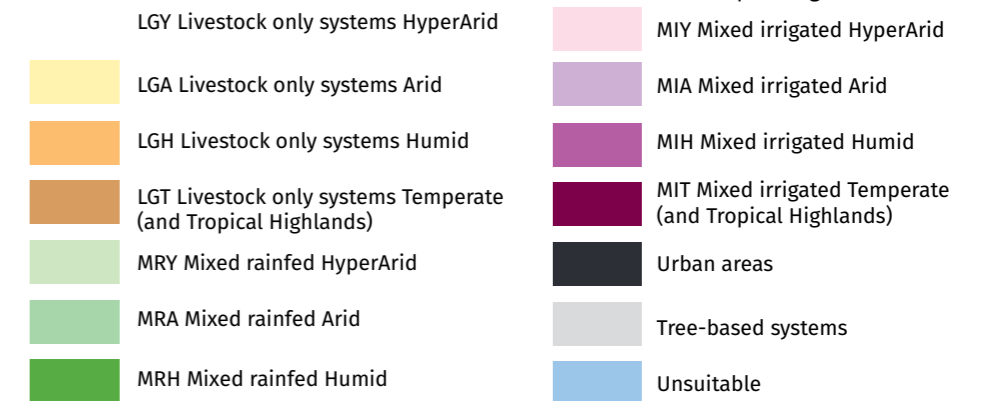 LGY Livestock only systems HyperArid
LGA Livestock only systems Arid
LGH Livestock only systems Humid
LGT Livestock only systems Temperate
(and Tropical Highlands)
MRY Mixed rainfed HyperArid
MRA Mixed rainfed Arid
MRH Mixed rainfed Humid
MIY Mixed irrigated HyperArid
MIA Mixed irrigated Arid
MIH Mixed irrigated Humid
MIT Mixed irrigated Temperate
(and Tropical Highlands)
Urban areas
Tree-based systems
Unsuitable